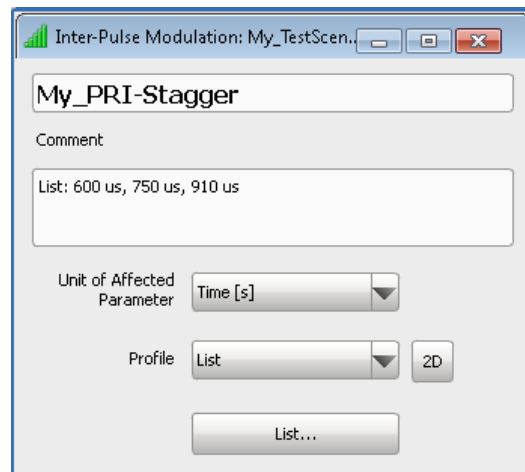 Inter-Pulse Modulation: My_TestScen..
My_PRI-Stagger
Comment
List: 600 us, 750 us, 910 us
Unit of Affected
Parameter
Time [s]
Profile
List
2D
List...